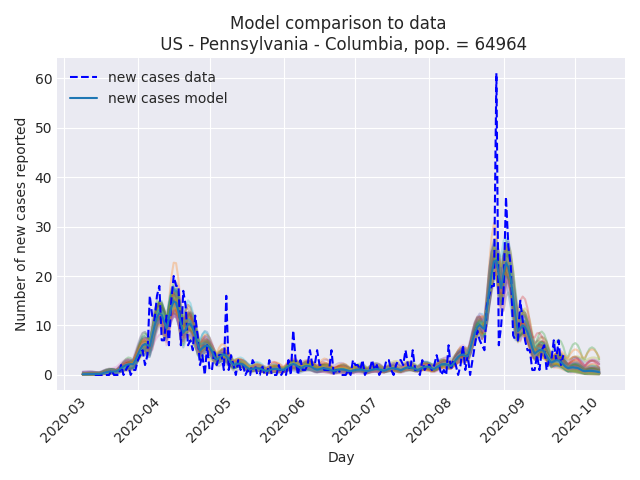 Model comparison to data
US - Pennsylvania - Columbia, pop. = 64964
new cases data
new cases model
Number of new cases reported
60
50
40
30
20
10
0
2020-03
2020-04
2020-05
2020-06
2020-07
2020-08
2020-09
2020-10
Day